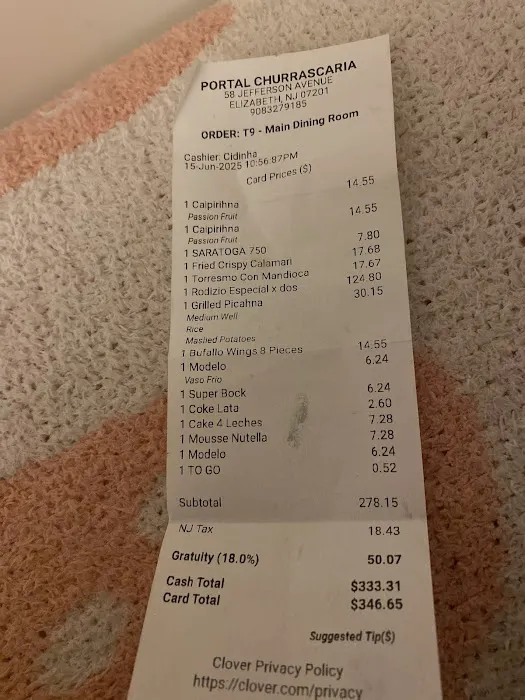 PORTAL CHURRASCARIA
58 JEFFERSON AVENUE
ELIZABETH, NJ 07201
9083279185
ORDER: T9 - Main Dining Room
Cashier: Cidinha
15-Jun-2025 10:56:87PM
Card Prices ($)
1 Caipirihna 14.55
Passion Fruit
1 Caipirihna 14.55
Passion Fruit
1 SARATOGA 750 7.80
1 Fried Crispy Calamari 17.68
1 Torresmo Con Mandioca 17.67
1 Rodizio Especial x dos 124.80
1 Grilled Picahna 30.15
Medium Well
Rice
Mashed Potatoes
1 Bufallo Wings 8 Pieces 14.55
1 Modelo 6.24
Vaso Frio
1 Super Bock 6.24
1 Coke Lata 2.60
1 Cake 4 Leches 7.28
1 Mousse Nutella 7.28
1 Modelo 6.24
1 TO GO 0.52
Subtotal 278.15
NJ Tax 18.43
Gratuity (18.0%) 50.07
Cash Total $333.31
Card Total $346.65
Suggested Tip($)
Clover Privacy Policy
https://clover.com/privacy